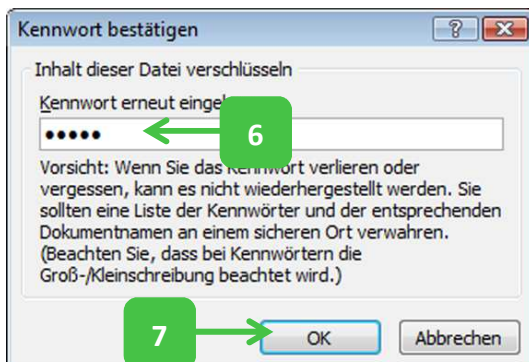 Kennwort bestätigen
Inhalt dieser Datei verschlüsseln
Kennwort erneut
6
•••••
Vorsicht: Wenn Sie das Kennwort verlieren oder
vergessen, kann es nicht wiederhergestellt werden. Sie
sollten eine Liste der Kennwörter und der entsprechenden
Dokumentnamen an einem sicheren Ort verwahren.
(Beachten Sie, dass bei Kennwörtern die
Groß-/Kleinschreibung beachtet wird.)
7
OK
Abbrechen